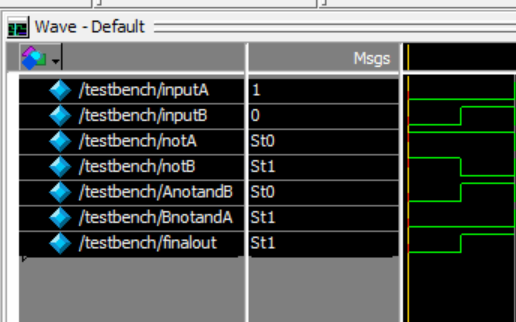 Wave - Default
Msgs
/testbench/inputA 1
/testbench/inputB 0
/testbench/notA St0
/testbench/notB St1
/testbench/AnotandB St0
/testbench/BnotandA St1
/testbench/finalout St1